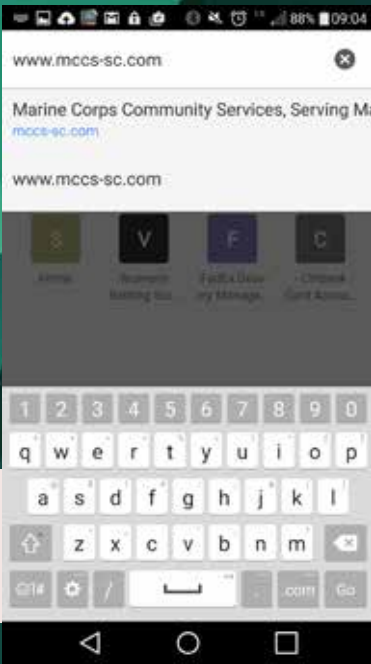 88% 09:04
www.mccs-sc.com
Marine Corps Community Services, Serving Ma
mccs-sc.com
www.mccs-sc.com
S V F C
1 2 3 4 5 6 7 8 9 0
q w e r t y u i o p
a s d f g h j k l
z x c v b n m
/ . .com Go